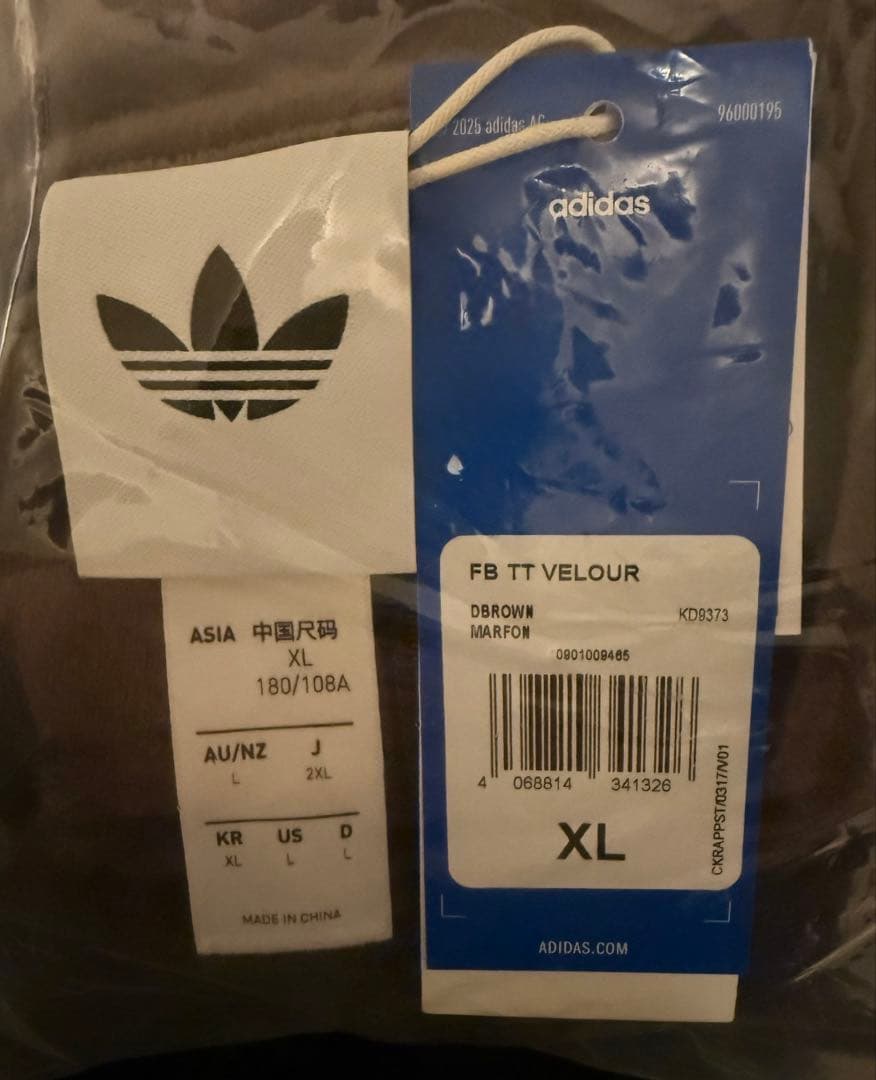 ASIA 中国尺码
XL
180/108A
AU/NZ J
L 2XL
KR US D
XL L L
MADE IN CHINA
2025 adidas AG
96000195
adidas
FB TT VELOUR
DBROWN
MARFON
KD9373
0901009465
4 068814 341326
XL
CKRAPPST/0317/V01
ADIDAS.COM